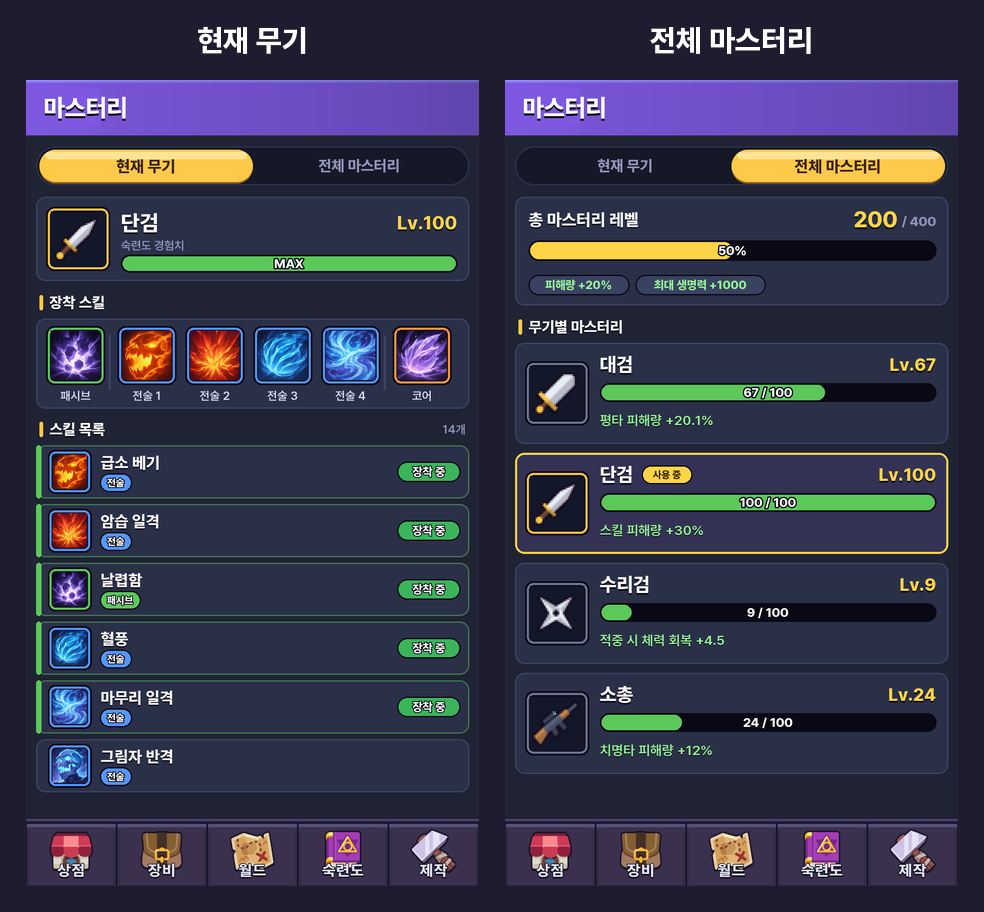 현재 무기
마스터리
현재 무기
전체 마스터리
단검
Lv.100
숙련도 경험치
MAX
장착 스킬
패시브
전술 1
전술 2
전술 3
전술 4
코어
스킬 목록
14개
급소 베기
전술
장착 중
암습 일격
전술
장착 중
날렵함
패시브
장착 중
혈풍
전술
장착 중
마무리 일격
전술
장착 중
그림자 반격
전술
상점
장비
월드
숙련도
제작
전체 마스터리
마스터리
현재 무기
전체 마스터리
총 마스터리 레벨
200 / 400
50%
피해량 +20%
최대 생명력 +1000
무기별 마스터리
대검
Lv.67
67 / 100
평타 피해량 +20.1%
단검
사용 중
Lv.100
100 / 100
스킬 피해량 +30%
수리검
Lv.9
9 / 100
적중 시 체력 회복 +4.5
소총
Lv.24
24 / 100
치명타 피해량 +12%
상점
장비
월드
숙련도
제작